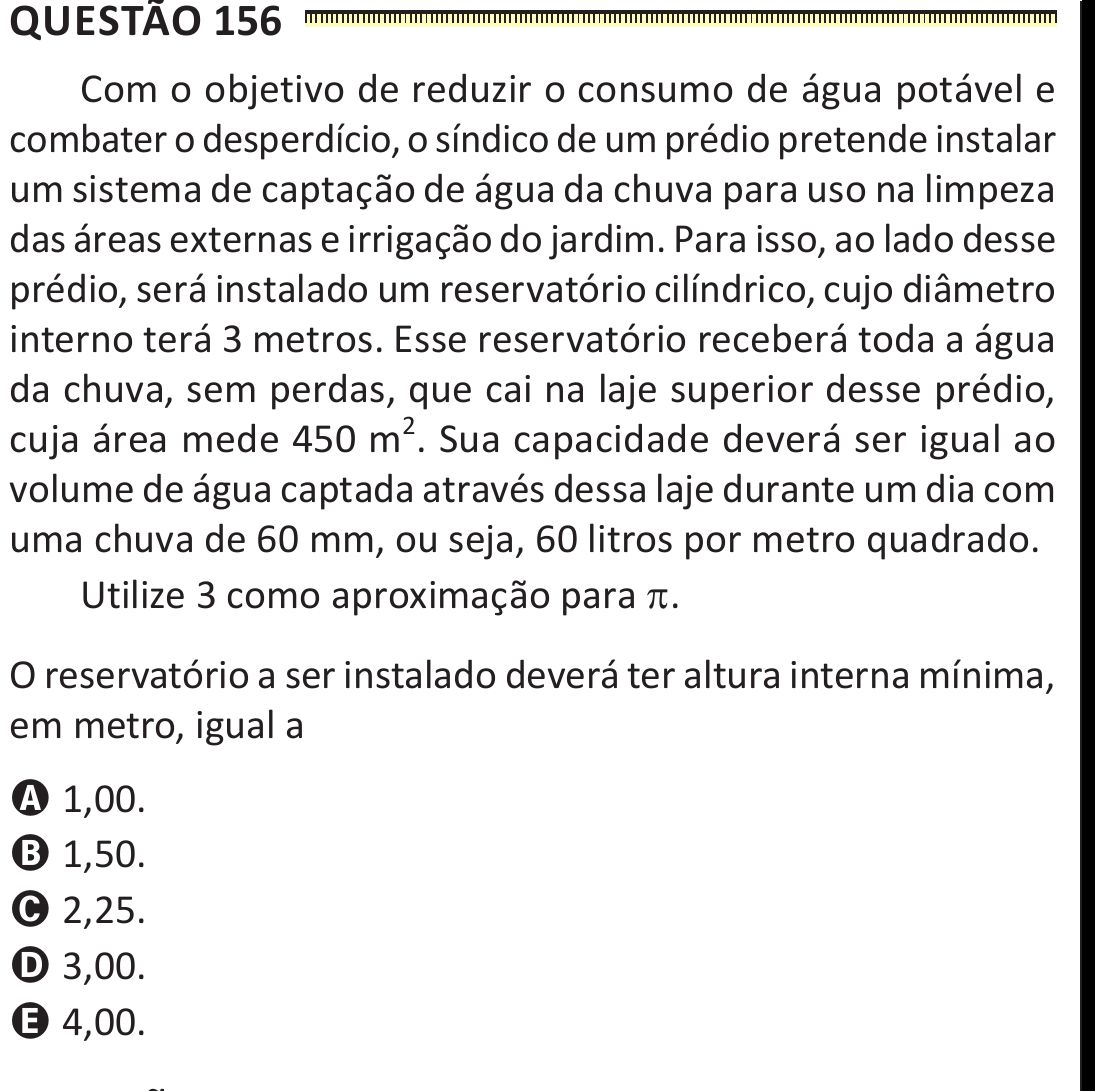 QUESTÃO 156
Com o objetivo de reduzir o consumo de água potável e
combater o desperdício, o síndico de um prédio pretende instalar
um sistema de captação de água da chuva para uso na limpeza
das áreas externas e irrigação do jardim. Para isso, ao lado desse
prédio, será instalado um reservatório cilíndrico, cujo diâmetro
interno terá 3 metros. Esse reservatório receberá toda a água
da chuva, sem perdas, que cai na laje superior desse prédio,
cuja área mede 450 m². Sua capacidade deverá ser igual ao
volume de água captada através dessa laje durante um dia com
uma chuva de 60 mm, ou seja, 60 litros por metro quadrado.
Utilize 3 como aproximação para π.
O reservatório a ser instalado deverá ter altura interna mínima,
em metro, igual a
A 1,00.
B 1,50.
C 2,25.
D 3,00.
E 4,00.